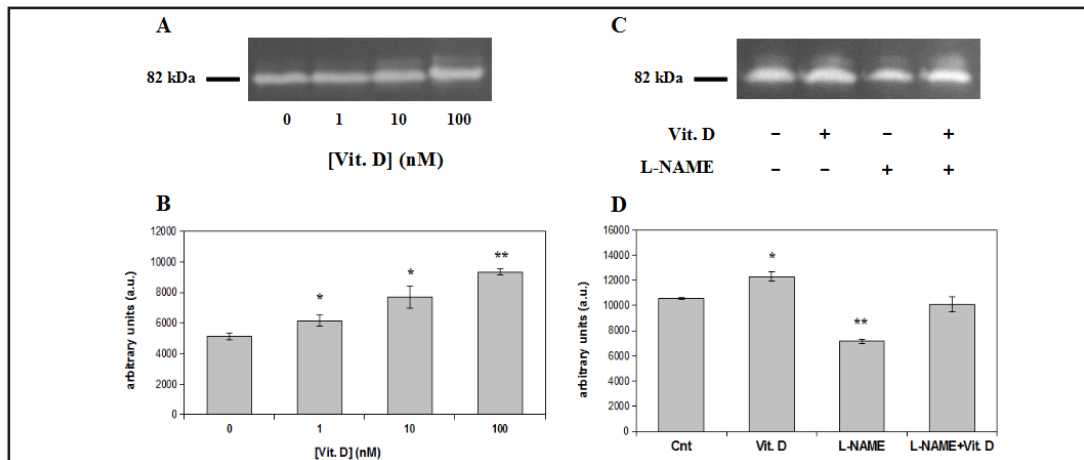 A
82 kDa
0 1 10 100
[Vit. D] (nM)
C
82 kDa
Vit. D − + − +
L-NAME − − + +
B
arbitrary units (a.u.)
12000
10000
8000
6000
4000
2000
0
*
*
**
0 1 10 100
[Vit. D] (nM)
D
arbitrary units (a.u.)
16000
14000
12000
10000
8000
6000
4000
2000
0
*
**
Cnt Vit. D L-NAME L-NAME+Vit. D